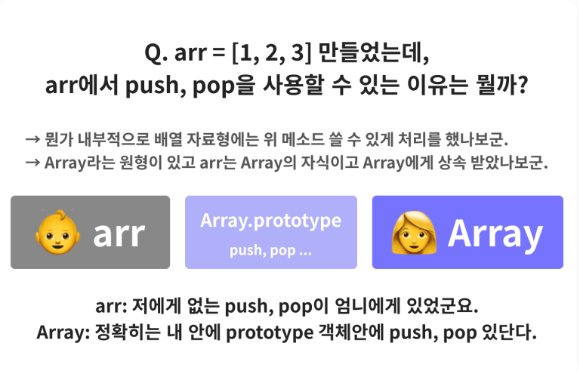 Q. arr = [1, 2, 3] 만들었는데,
arr에서 push, pop을 사용할 수 있는 이유는 뭘까?
→ 뭔가 내부적으로 배열 자료형에는 위 메소드 쓸 수 있게 처리를 했나보군.
→ Array라는 원형이 있고 arr는 Array의 자식이고 Array에게 상속 받았나보군.
arr
Array.prototype
push, pop ...
Array
arr: 저에게 없는 push, pop이 엄니에게 있었군요.
Array: 정확히는 내 안에 prototype 객체안에 push, pop 있단다.